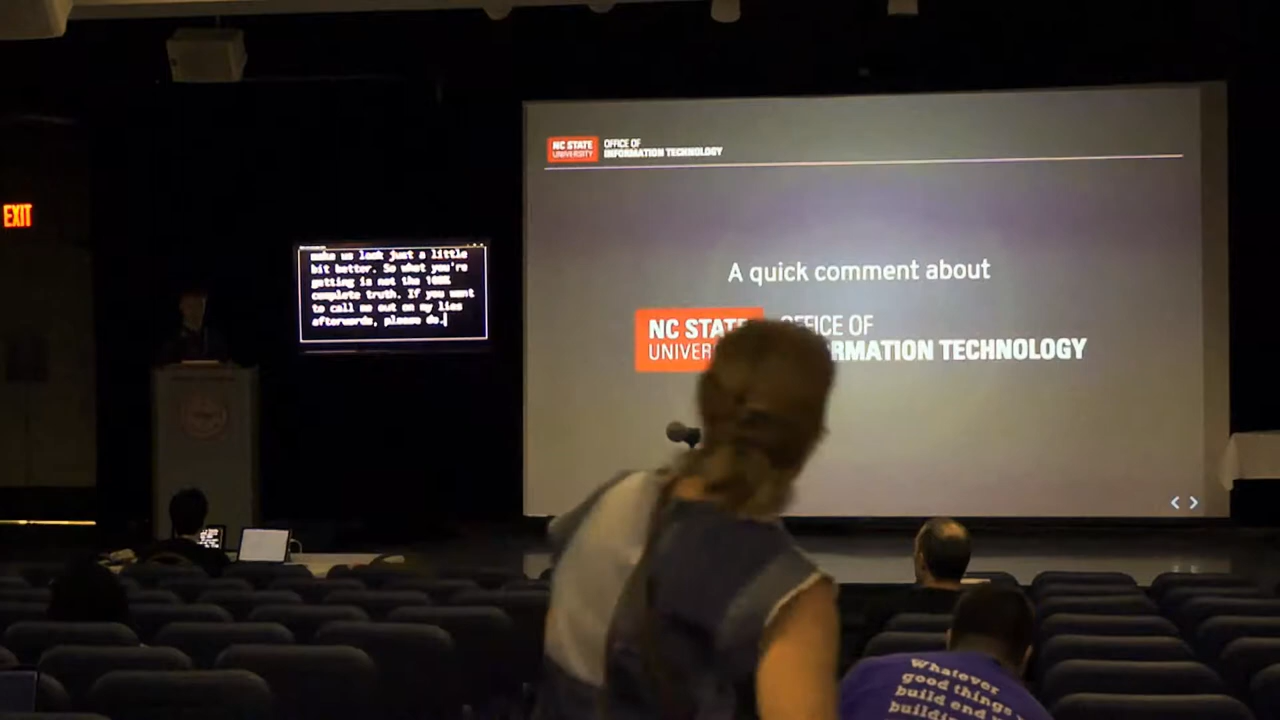 EXIT
make us look just a little
bit better. So what you're
getting is not the 100%
complete truth. If you want
to call me out on my lies
afterwards, please do.
NC STATE
UNIVERSITY
OFFICE OF
INFORMATION TECHNOLOGY
A quick comment about
NC STAT
UNIVER
OFFICE OF
RMATION TECHNOLOGY
< >
Whatever
good things
build end
buildin